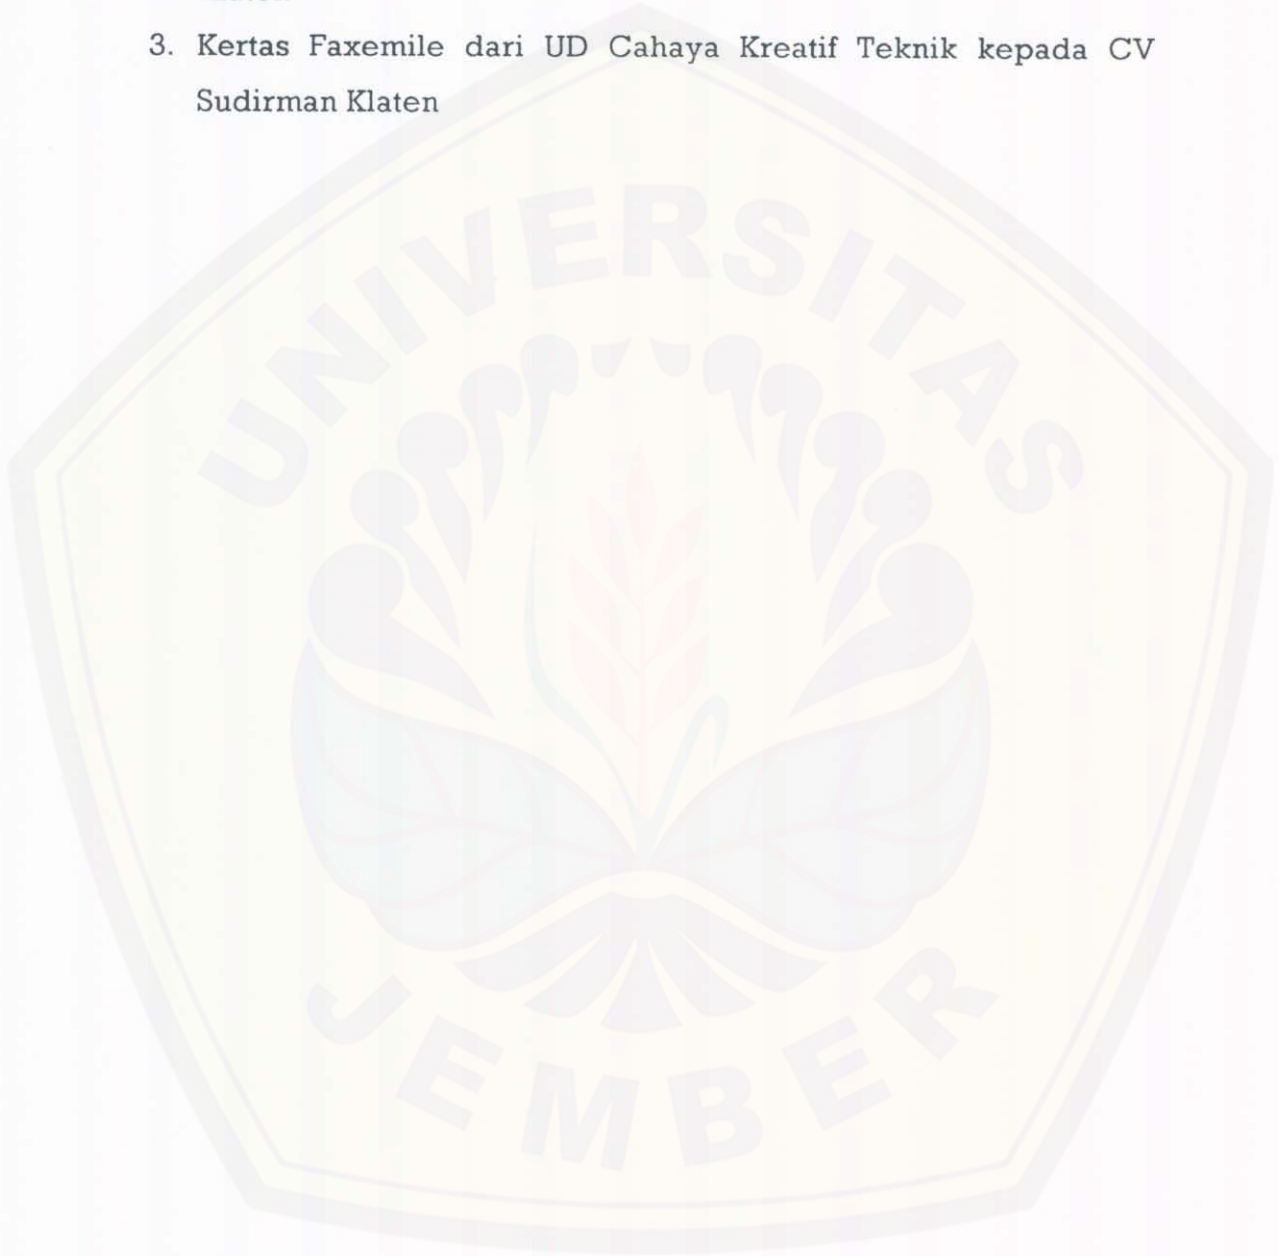 3. Kertas Faxemile dari UD Cahaya Kreatif Teknik kepada CV
Sudirman Klaten
UNIVERSITAS
JEMBER